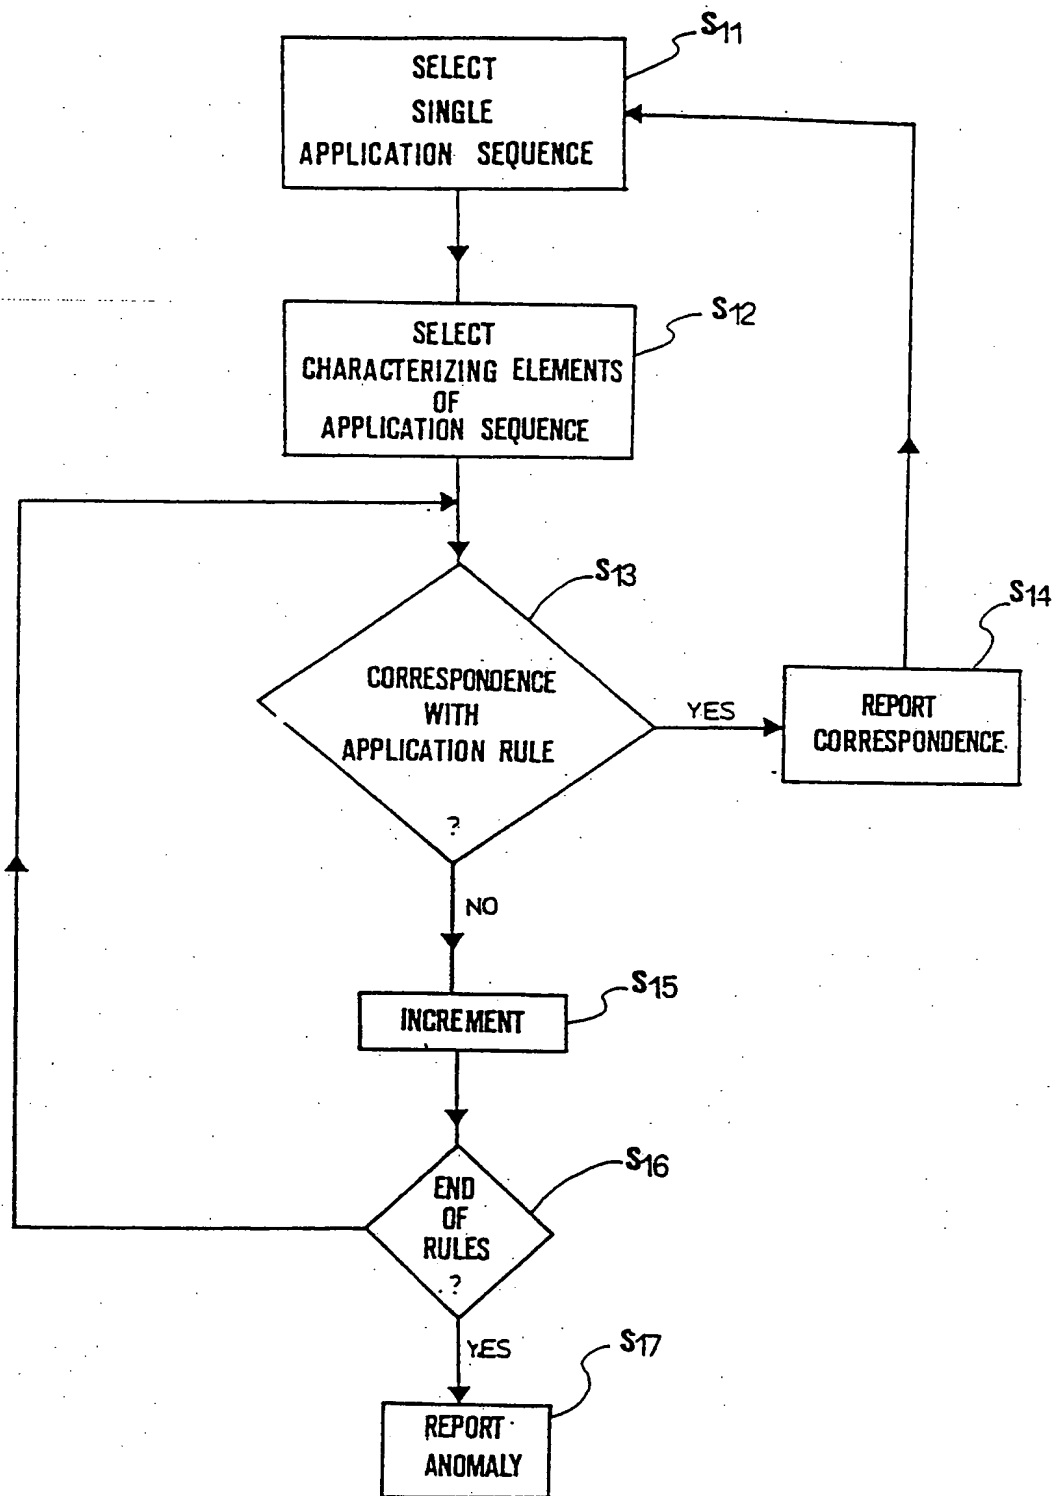 S11
SELECT
SINGLE
APPLICATION SEQUENCE
S12
SELECT
CHARACTERIZING ELEMENTS
OF
APPLICATION SEQUENCE
S13
CORRESPONDENCE
WITH
APPLICATION RULE
?
YES
S14
REPORT
CORRESPONDENCE
NO
S15
INCREMENT
S16
END
OF
RULES
?
YES
S17
REPORT
ANOMALY